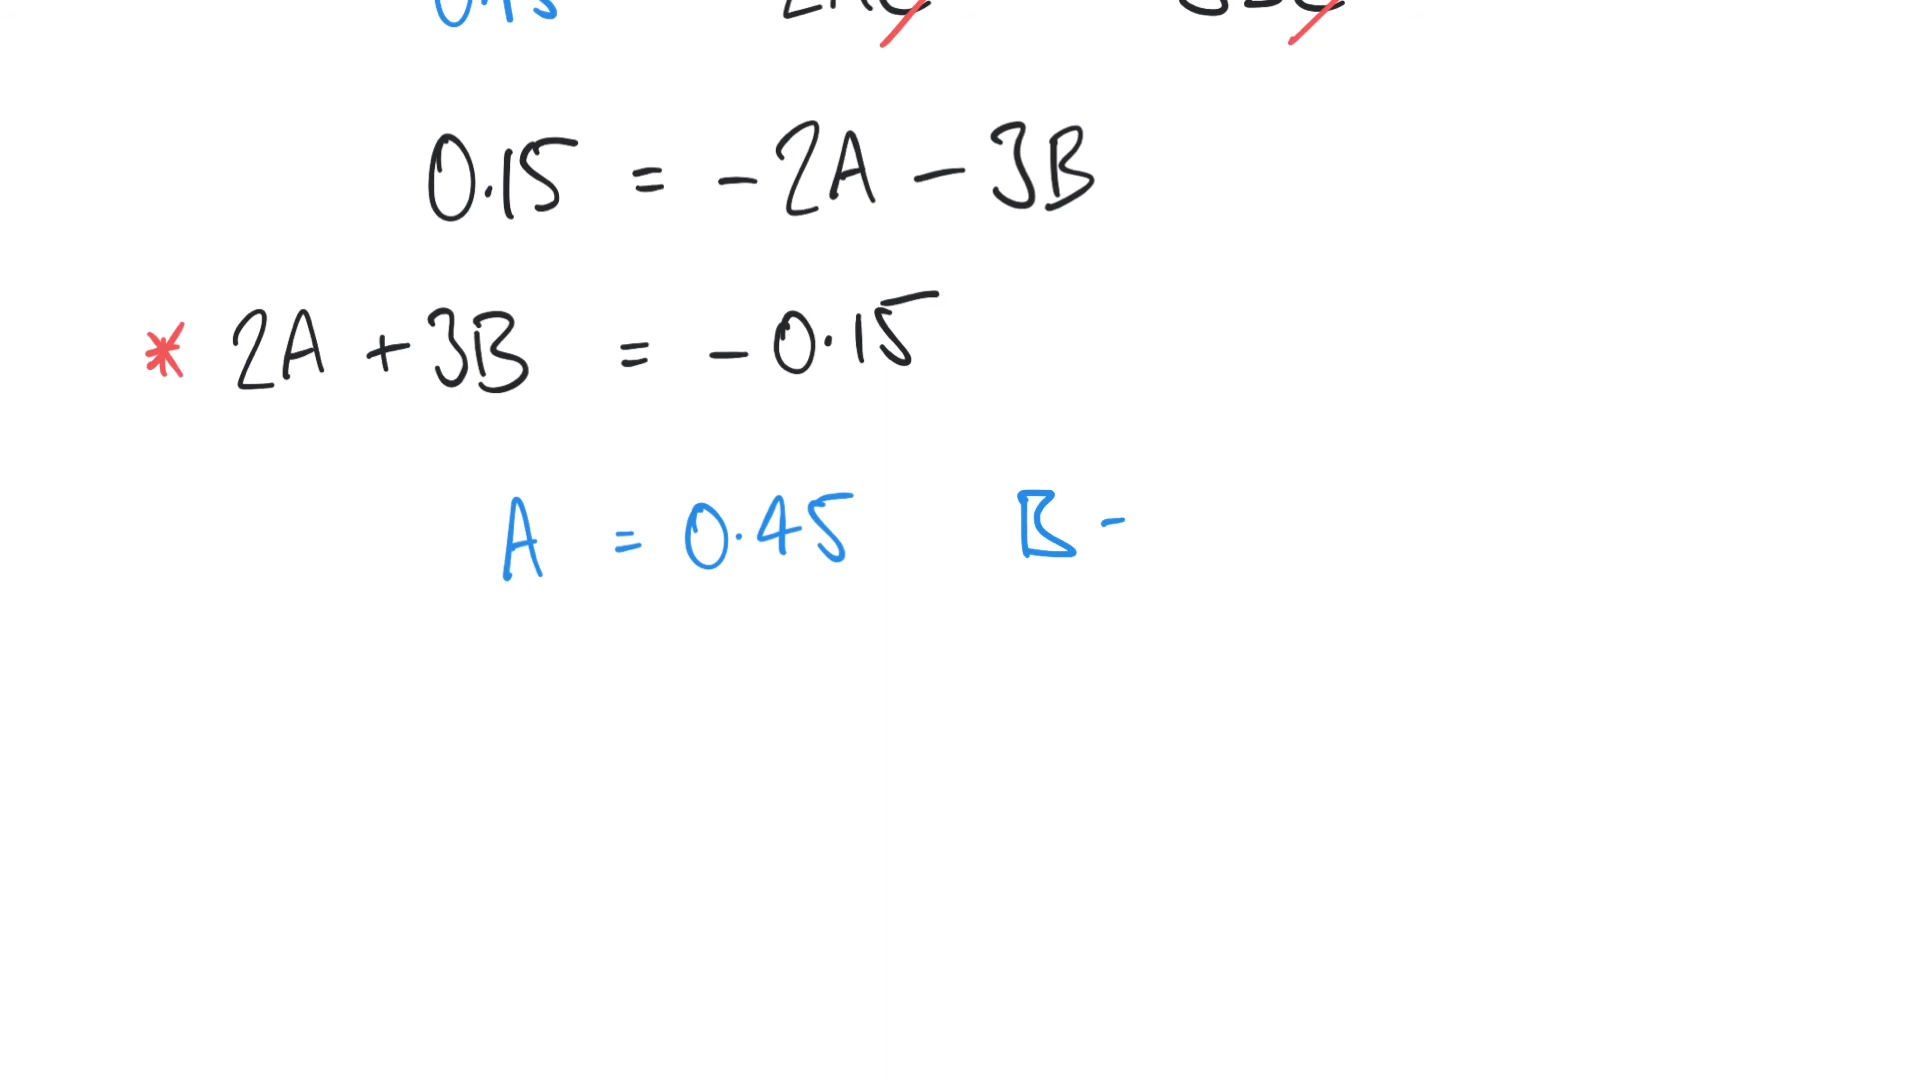 0.15 = - 2A - 3B
* 2A + 3B = - 0.15
A = 0.45 B -